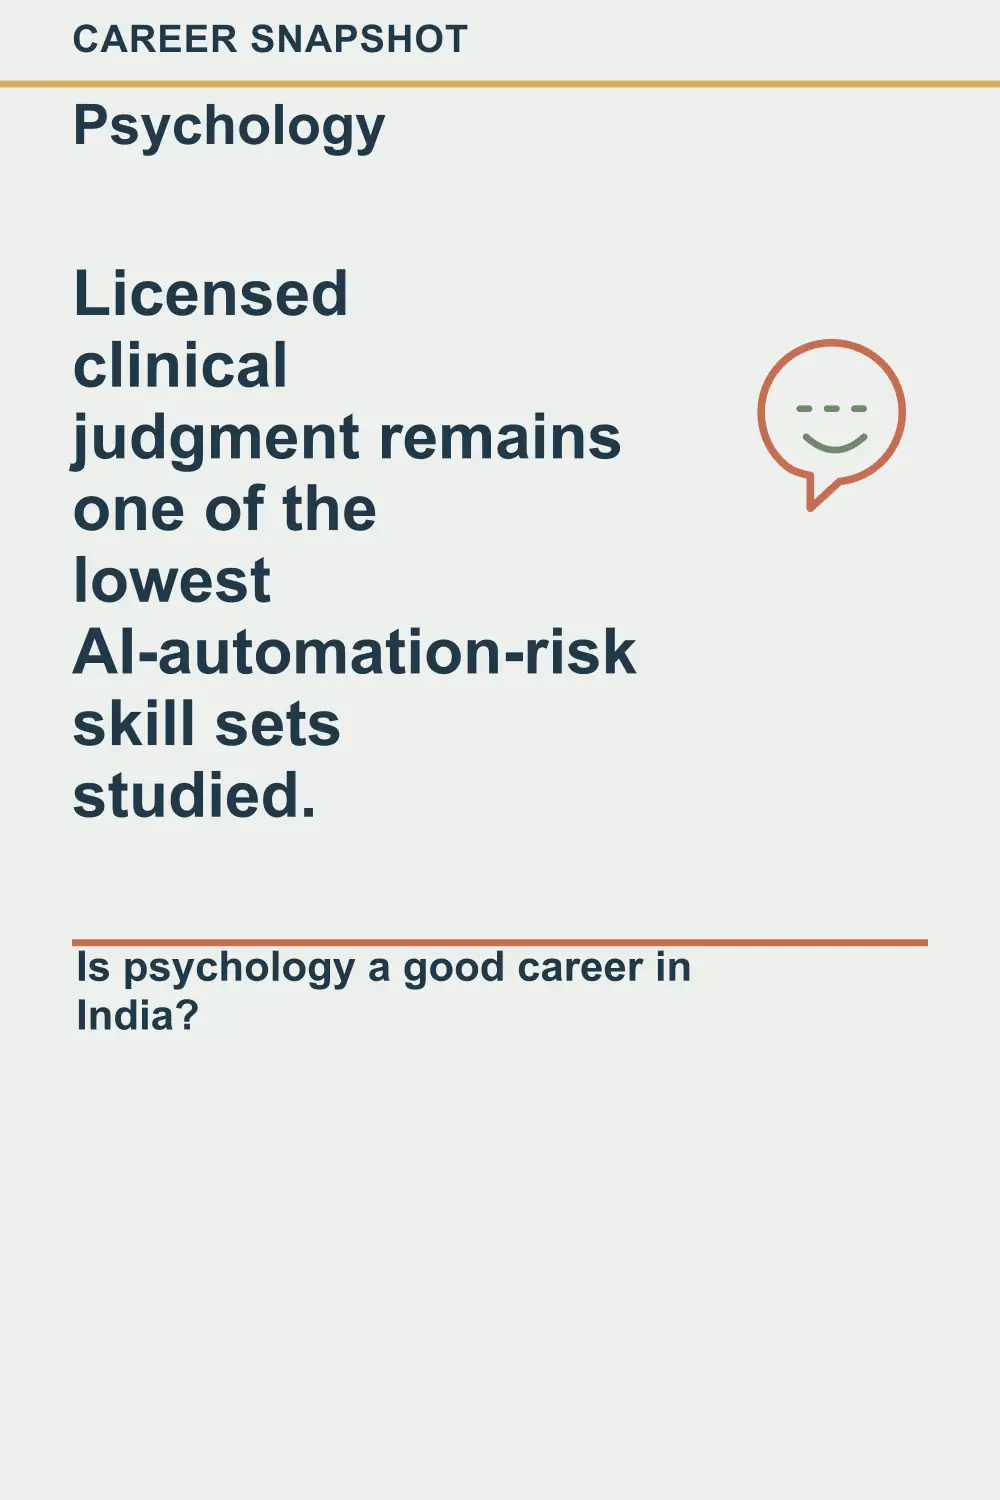 CAREER SNAPSHOT
Psychology
Licensed
clinical
judgment remains
one of the
lowest
AI-automation-risk
skill sets
studied.
Is psychology a good career in
India?